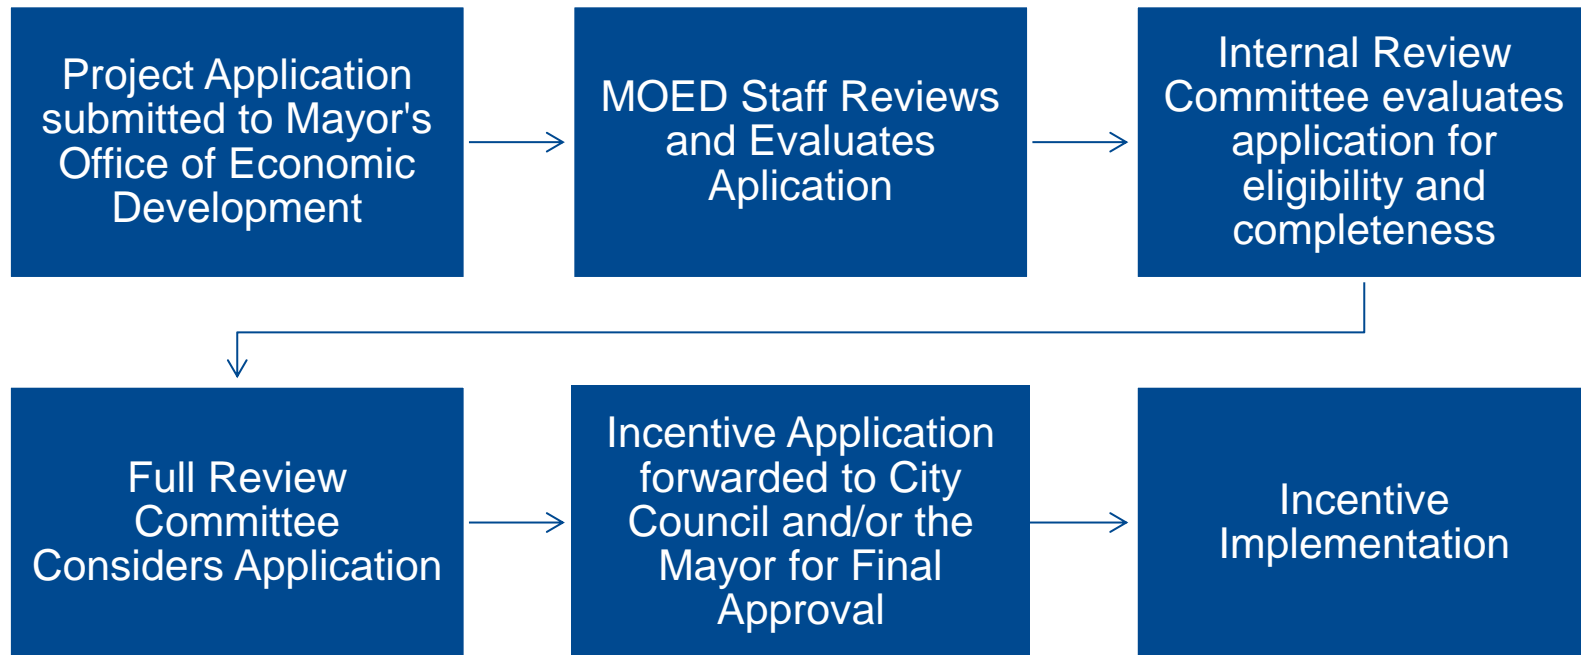 Project Application
submitted to Mayor's
Office of Economic
Development
MOED Staff Reviews
and Evaluates
Aplication
Internal Review
Committee evaluates
application for
eligibility and
completeness
Full Review
Committee
Considers Application
Incentive Application
forwarded to City
Council and/or the
Mayor for Final
Approval
Incentive
Implementation